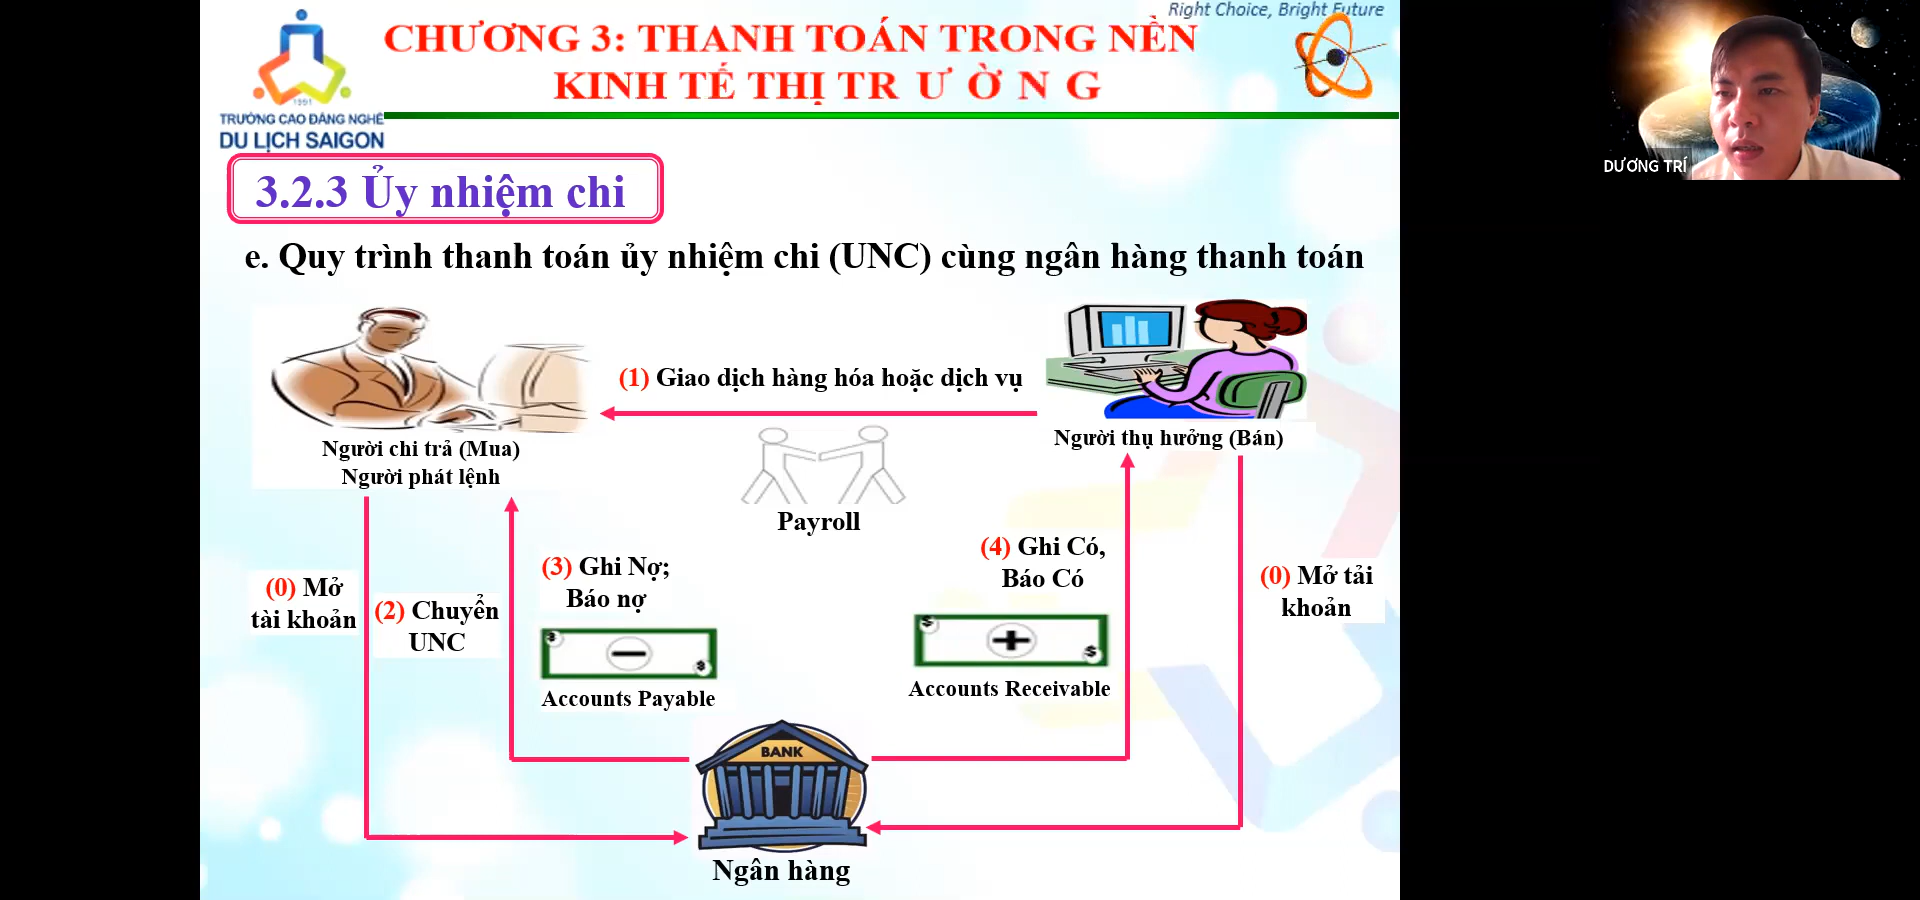 Right Choice, Bright Future
CHƯƠNG 3: THANH TOÁN TRONG NỀN
KINH TẾ THỊ TRƯỜNG
1991
TRƯỜNG CAO ĐẲNG NGHỀ
DU LỊCH SAIGON
DƯƠNG TRÍ
3.2.3 Ủy nhiệm chi
e. Quy trình thanh toán ủy nhiệm chi (UNC) cùng ngân hàng thanh toán
(1) Giao dịch hàng hóa hoặc dịch vụ
Người chi trả (Mua)
Người phát lệnh
Người thụ hưởng (Bán)
Payroll
(0) Mở
tài khoản
(2) Chuyển
UNC
(3) Ghi Nợ;
Báo nợ
$ $
Accounts Payable
(4) Ghi Có,
Báo Có
$ $
Accounts Receivable
(0) Mở tải
khoản
BANK
Ngân hàng